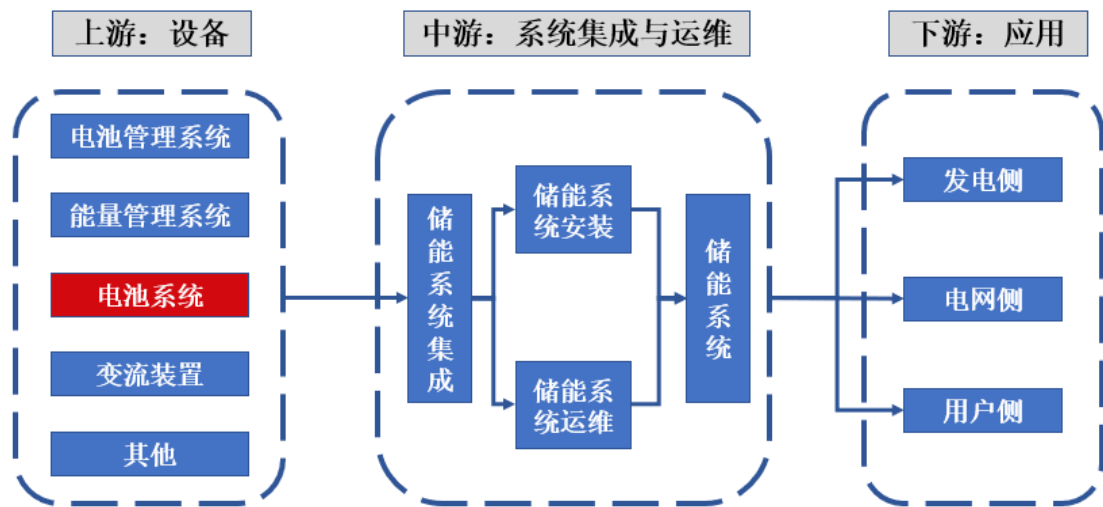 上游：设备
中游：系统集成与运维
下游：应用
电池管理系统
能量管理系统
电池系统
变流装置
其他
储能系统集成
储能系
统安装
储能系
统运维
储能系统
发电侧
电网侧
用户侧